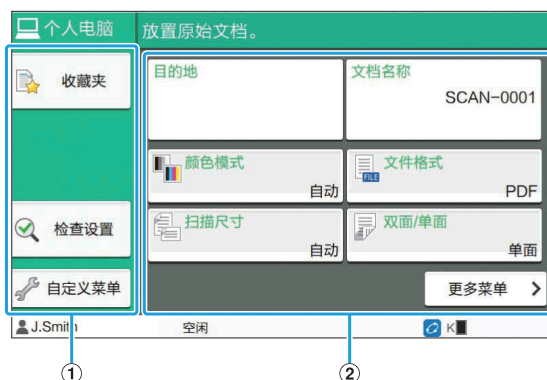 个人电脑
放置原始文档。
收藏夹
检查设置
自定义菜单
目的地
文档名称
SCAN-0001
颜色模式
自动
文件格式
FILE
PDF
扫描尺寸
自动
双面/单面
单面
更多菜单
J.Smith
空闲
K
1
2